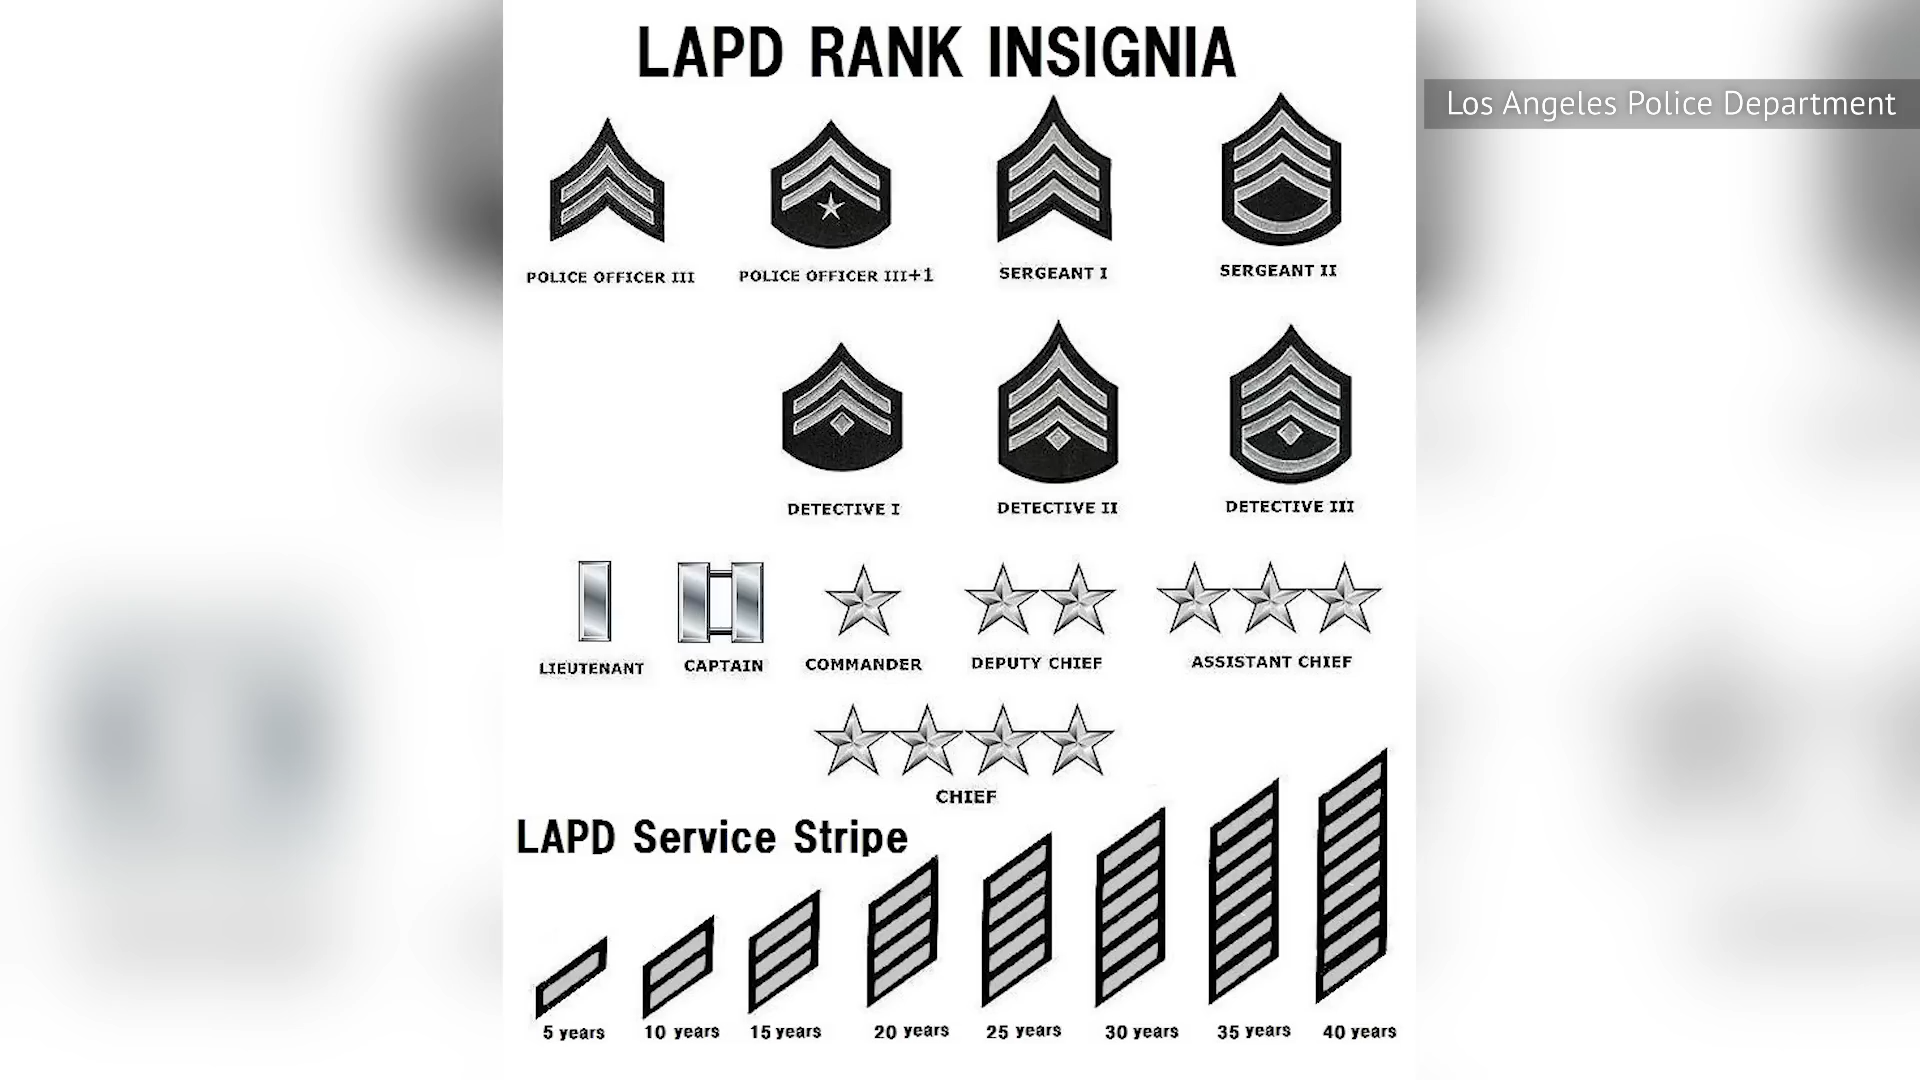 LAPD RANK INSIGNIA
Los Angeles Police Department
POLICE OFFICER III
POLICE OFFICER III+1
SERGEANT I
SERGEANT II
DETECTIVE I
DETECTIVE II
DETECTIVE III
LIEUTENANT
CAPTAIN
COMMANDER
DEPUTY CHIEF
ASSISTANT CHIEF
CHIEF
LAPD Service Stripe
5 years
10 years
15 years
20 years
25 years
30 years
35 years
40 years